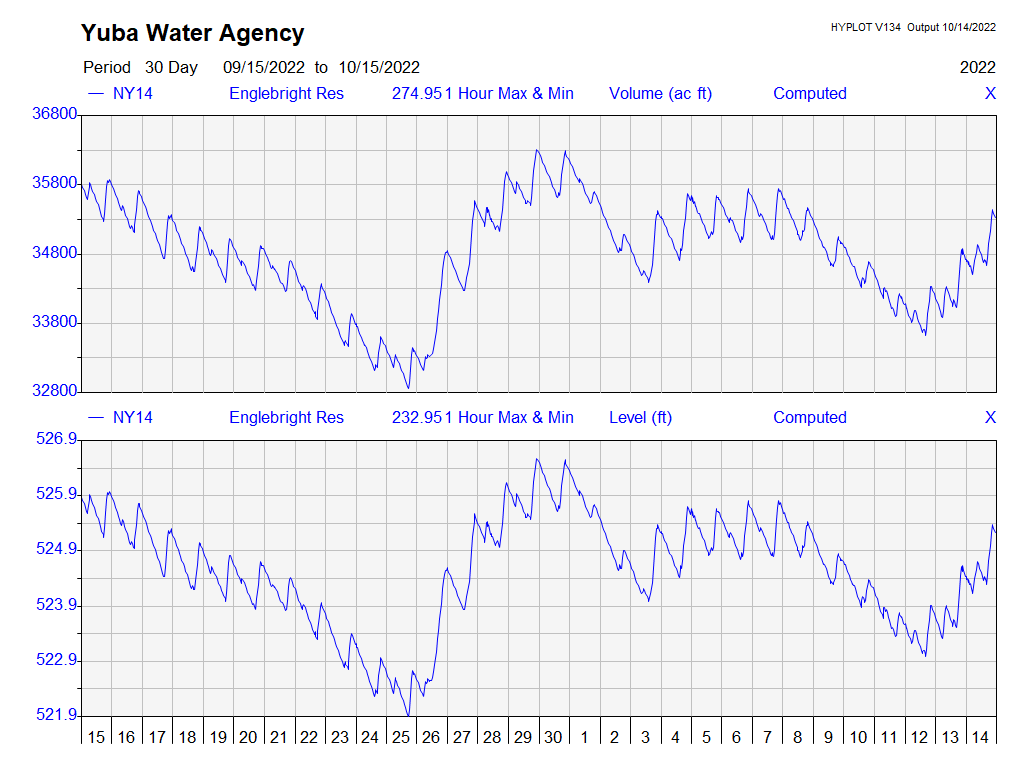 Yuba Water Agency
HYPLOT V134 Output 10/14/2022
Period 30 Day 09/15/2022 to 10/15/2022 2022
NY14 Englebright Res 274.951 Hour Max & Min Volume (ac ft) Computed X
36800
35800
34800
33800
32800
NY14 Englebright Res 232.951 Hour Max & Min Level (ft) Computed X
526.9
525.9
524.9
523.9
522.9
521.9
15 16 17 18 19 20 21 22 23 24 25 26 27 28 29 30 1 2 3 4 5 6 7 8 9 10 11 12 13 14